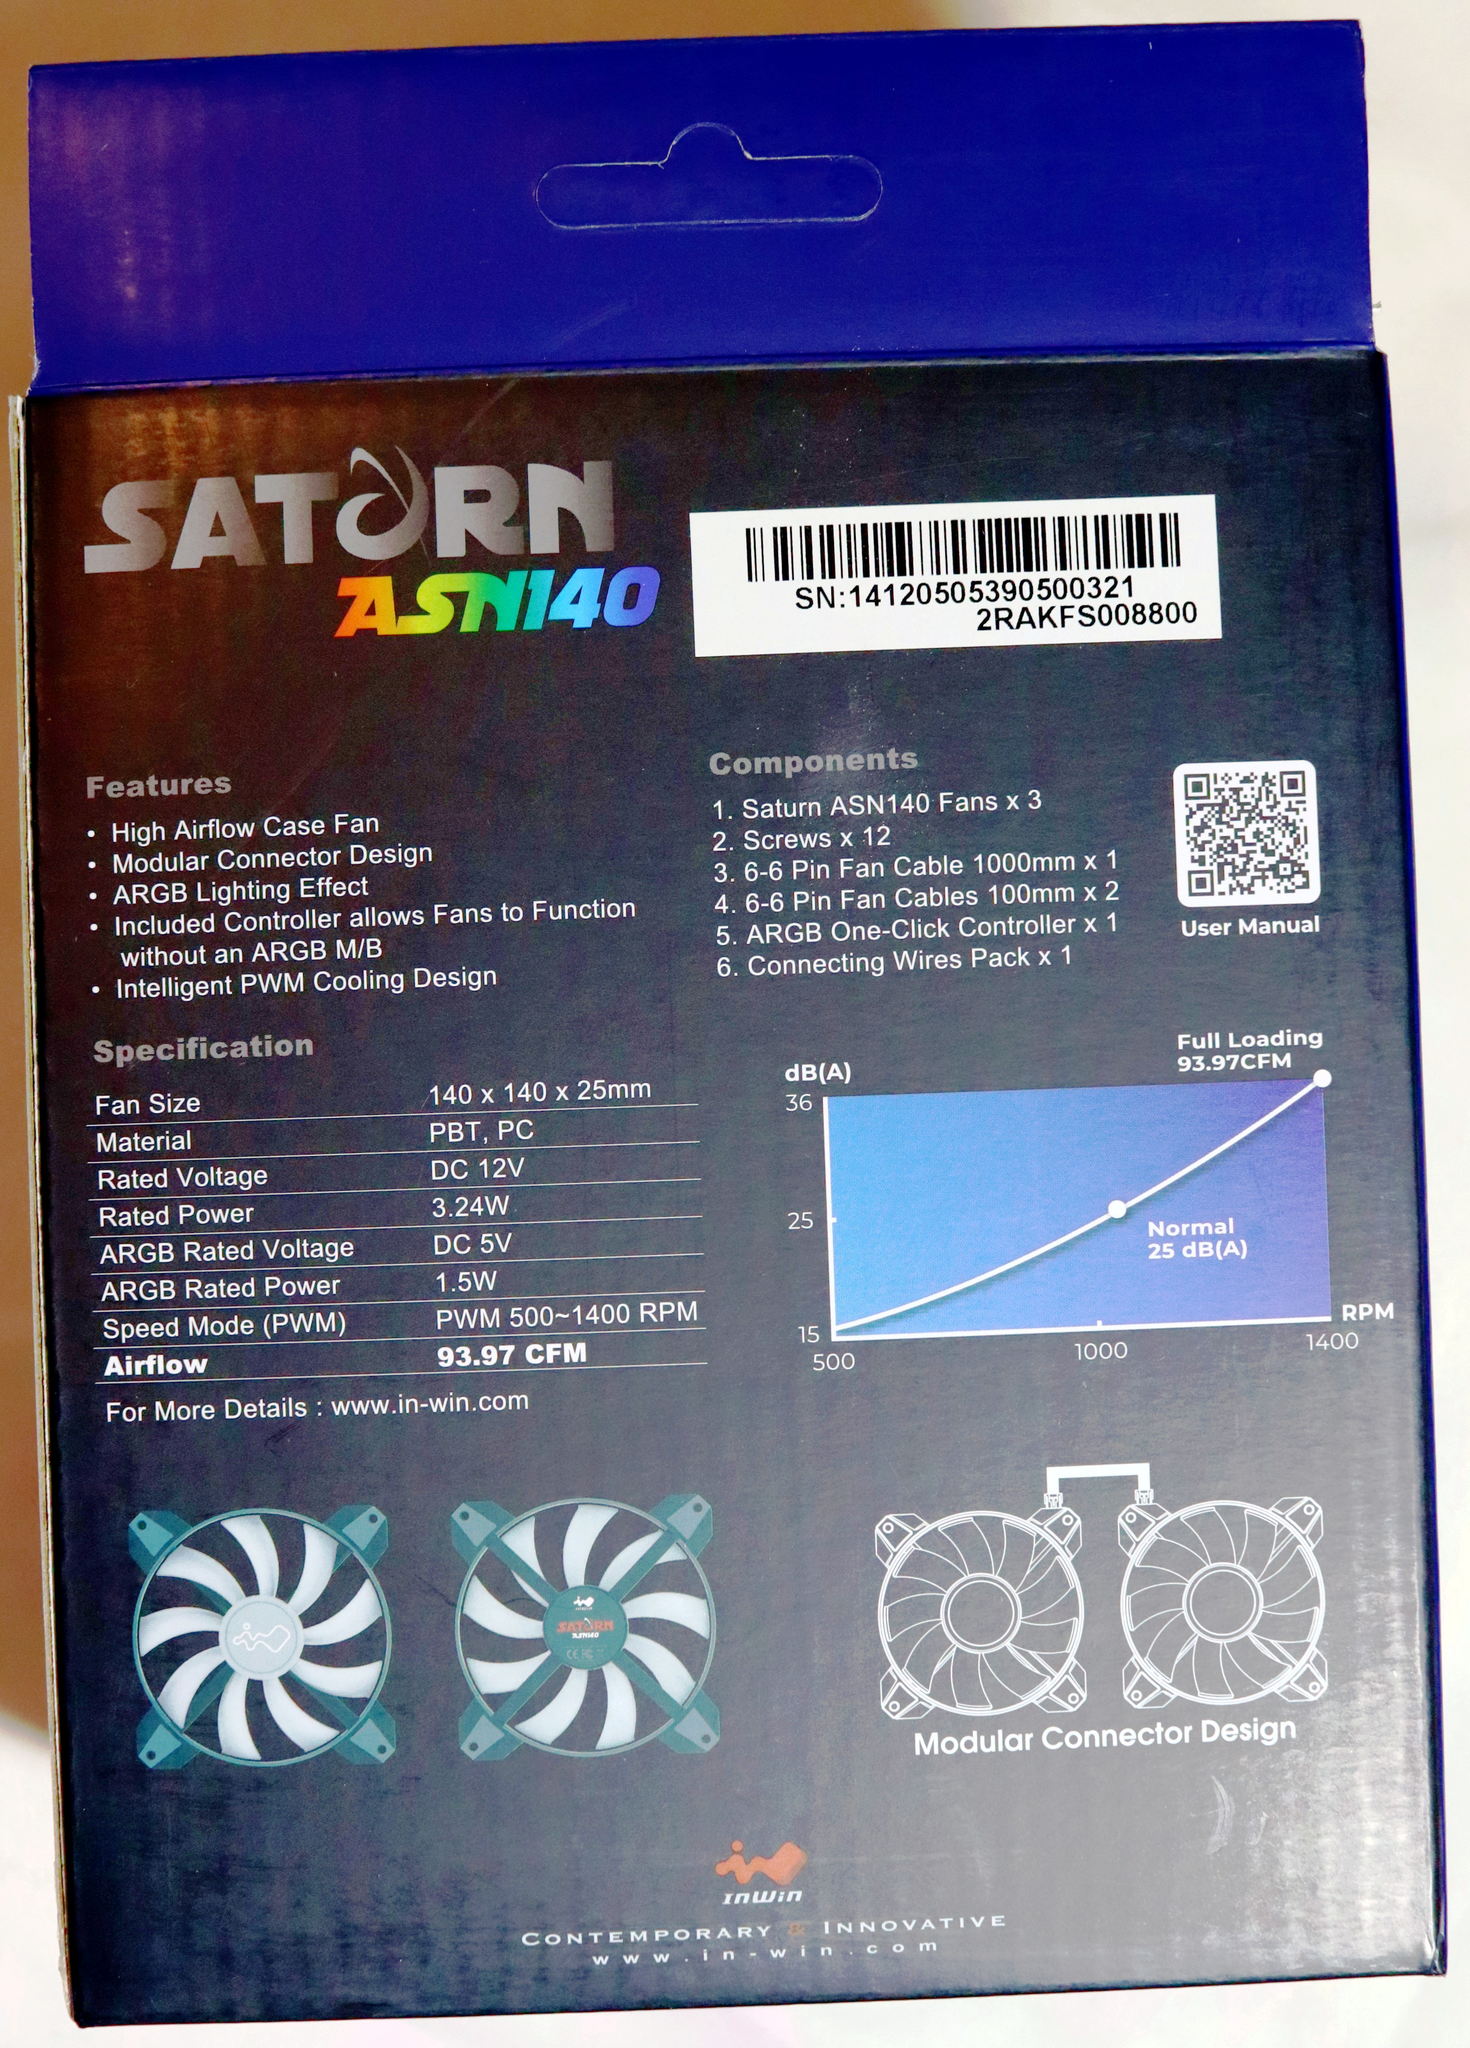 SATURN
ASN140
SN:14120505390500321
2RAKFS008800
Features
• High Airflow Case Fan
• Modular Connector Design
• ARGB Lighting Effect
• Included Controller allows Fans to Function
without an ARGB M/B
• Intelligent PWM Cooling Design
Components
1. Saturn ASN140 Fans x 3
2. Screws x 12
3. 6-6 Pin Fan Cable 1000mm x 1
4. 6-6 Pin Fan Cables 100mm x 2
5. ARGB One-Click Controller x 1
6. Connecting Wires Pack x 1
User Manual
Specification
Fan Size 140 x 140 x 25mm
Material PBT, PC
Rated Voltage DC 12V
Rated Power 3.24W
ARGB Rated Voltage DC 5V
ARGB Rated Power 1.5W
Speed Mode (PWM) PWM 500~1400 RPM
Airflow 93.97 CFM
For More Details : www.in-win.com
Full Loading
93.97CFM
dB(A)
36
25
15
Normal
25 dB(A)
RPM
500 1000 1400
SATURN
ASN140
CE FC
Modular Connector Design
InWin
CONTEMPORARY & INNOVATIVE
www.in-win.com